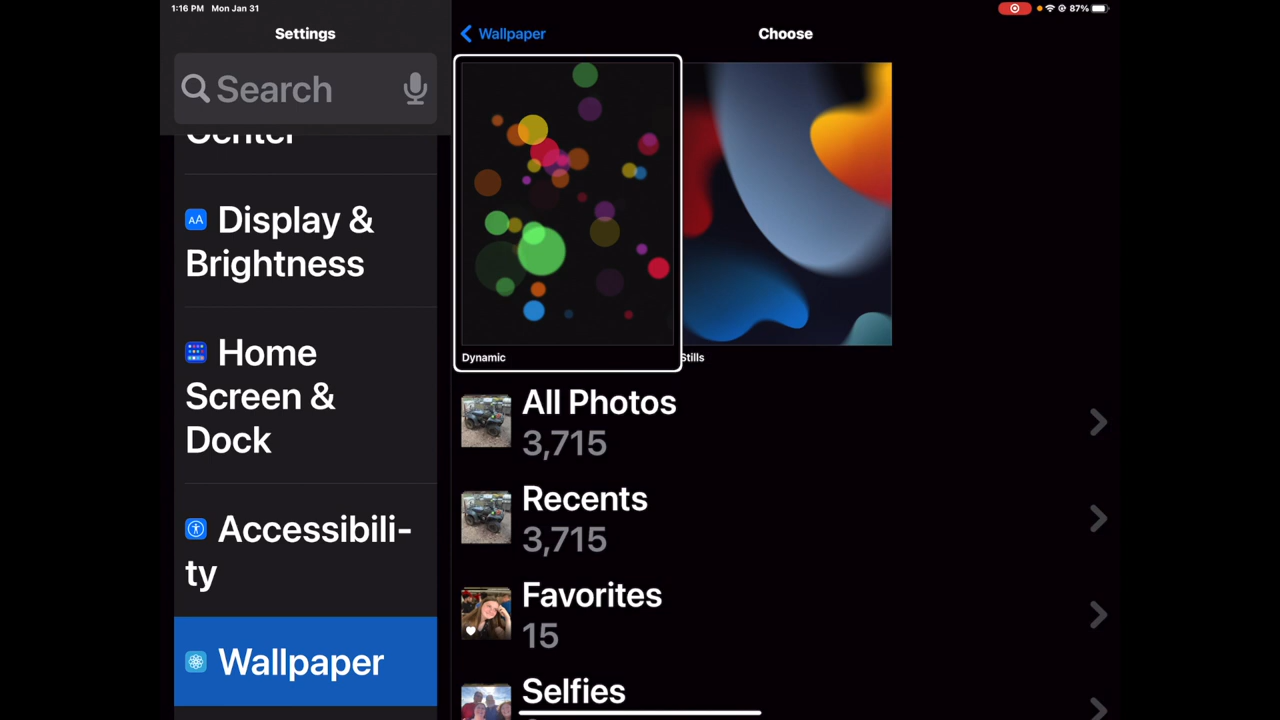 1:16 PM Mon Jan 31
87%
Settings
Search
Center
AA Display &
Brightness
Home
Screen &
Dock
Accessibili-
ty
Wallpaper
Wallpaper
Choose
Dynamic
Stills
All Photos
3,715
Recents
3,715
Favorites
15
Selfies